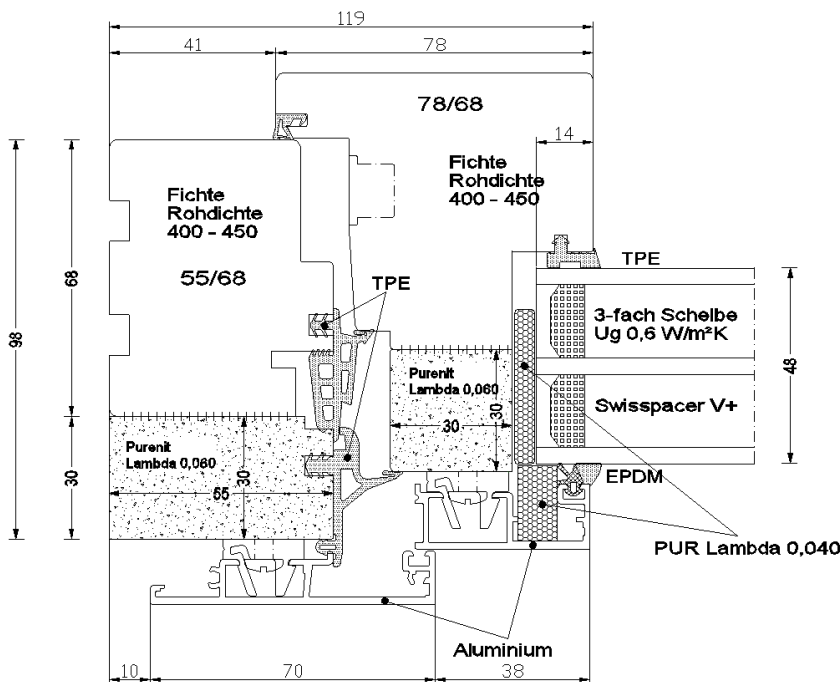 119
41
78
78/68
14
Fichte
Rohdichte
400 - 450
Fichte
Rohdichte
400 - 450
55/68
TPE
TPE
68
98
3-fach Scheibe
Ug 0,6 W/m²K
48
Purenit
Lambda 0,060
30
30
Swisspacer V+
Purenit
Lambda 0,060
30
30
55
EPDM
PUR Lambda 0,040
Aluminium
10
70
38